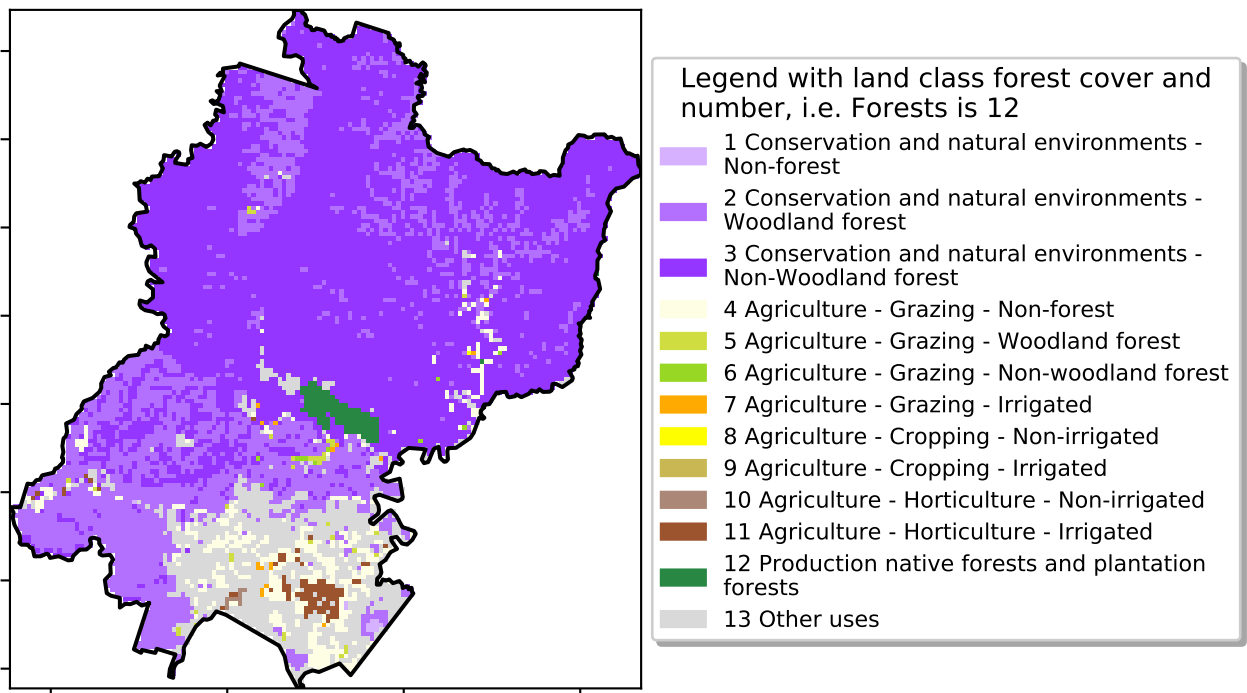 Legend with land class forest cover and
number, i.e. Forests is 12
1 Conservation and natural environments -
Non-forest
2 Conservation and natural environments -
Woodland forest
3 Conservation and natural environments -
Non-Woodland forest
4 Agriculture - Grazing - Non-forest
5 Agriculture - Grazing - Woodland forest
6 Agriculture - Grazing - Non-woodland forest
7 Agriculture - Grazing - Irrigated
8 Agriculture - Cropping - Non-irrigated
9 Agriculture - Cropping - Irrigated
10 Agriculture - Horticulture - Non-irrigated
11 Agriculture - Horticulture - Irrigated
12 Production native forests and plantation
forests
13 Other uses